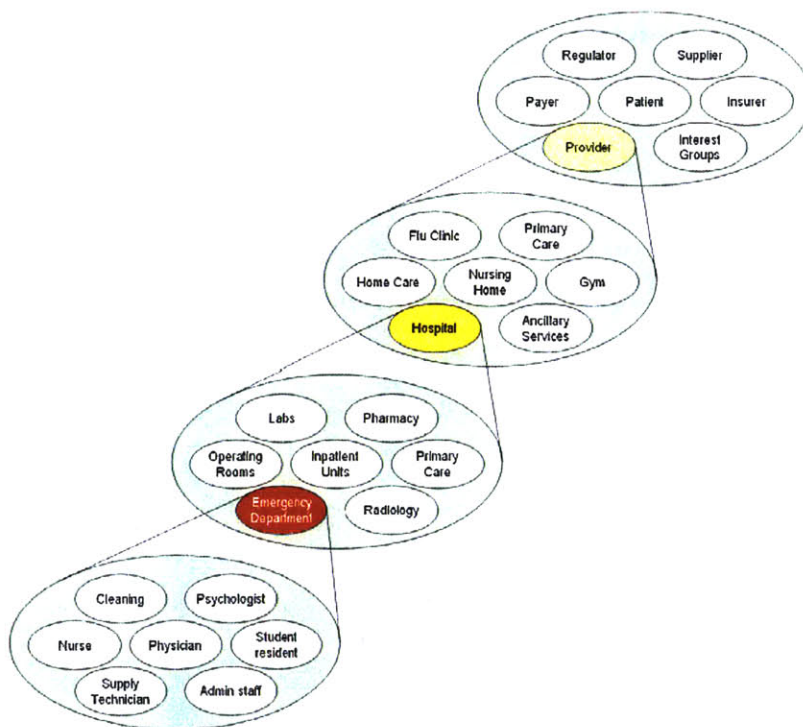 Regulator
Supplier
Payer
Patient
Insurer
Provider
Interest
Groups
Flu Clinic
Primary
Care
Home Care
Nursing
Home
Gym
Hospital
Ancillary
Services
Labs
Pharmacy
Operating
Rooms
Inpatient
Units
Primary
Care
Emergency
Department
Radiology
Cleaning
Psychologist
Nurse
Physician
Student
resident
Supply
Technician
Admin staff